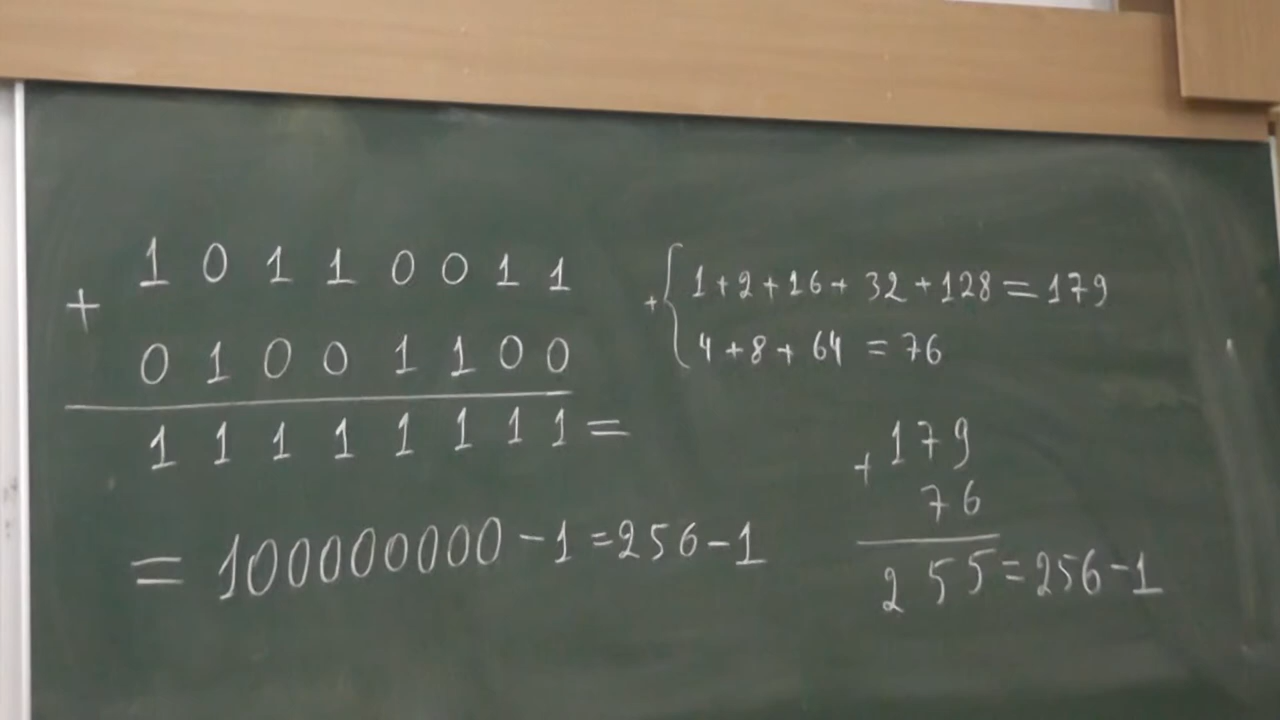 1 0 1 1 0 0 1 1
+
0 1 0 0 1 1 0 0
1 1 1 1 1 1 1 1 =
= 100000000 - 1 = 256 - 1
+ { 1 + 2 + 16 + 32 + 128 = 179
4 + 8 + 64 = 76
179
+
76
255 = 256 - 1